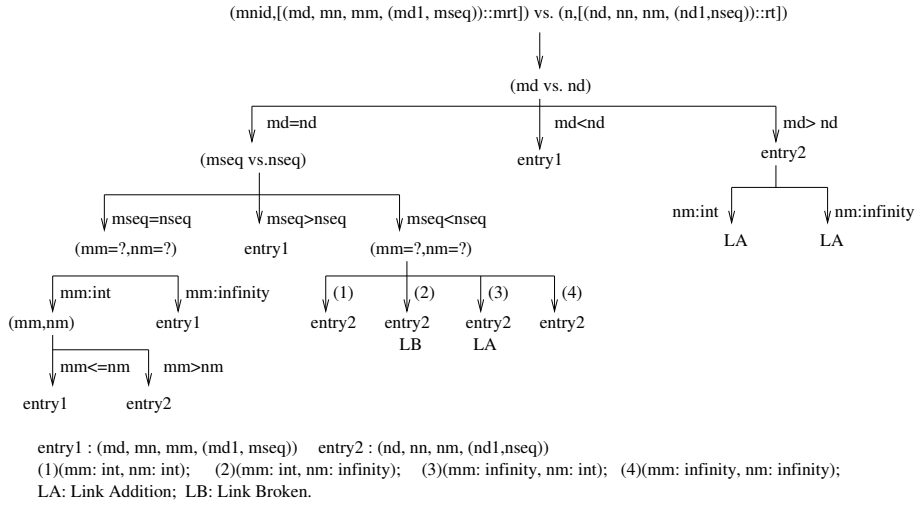 (mnid,[(md, mn, mm, (md1, mseq))::mrt]) vs. (n,[(nd, nn, nm, (nd1,nseq))::rt])
(md vs. nd)
md=nd md<nd md> nd
(mseq vs.nseq) entry1 entry2
mseq=nseq mseq>nseq mseq<nseq nm:int nm:infinity
(mm=?,nm=?) entry1 (mm=?,nm=?) LA LA
mm:int mm:infinity (1) (2) (3) (4)
(mm,nm) entry1 entry2 entry2 entry2 entry2
LB LA
mm<=nm mm>nm
entry1 entry2
entry1 : (md, mn, mm, (md1, mseq)) entry2 : (nd, nn, nm, (nd1,nseq))
(1)(mm: int, nm: int); (2)(mm: int, nm: infinity); (3)(mm: infinity, nm: int); (4)(mm: infinity, nm: infinity);
LA: Link Addition; LB: Link Broken.